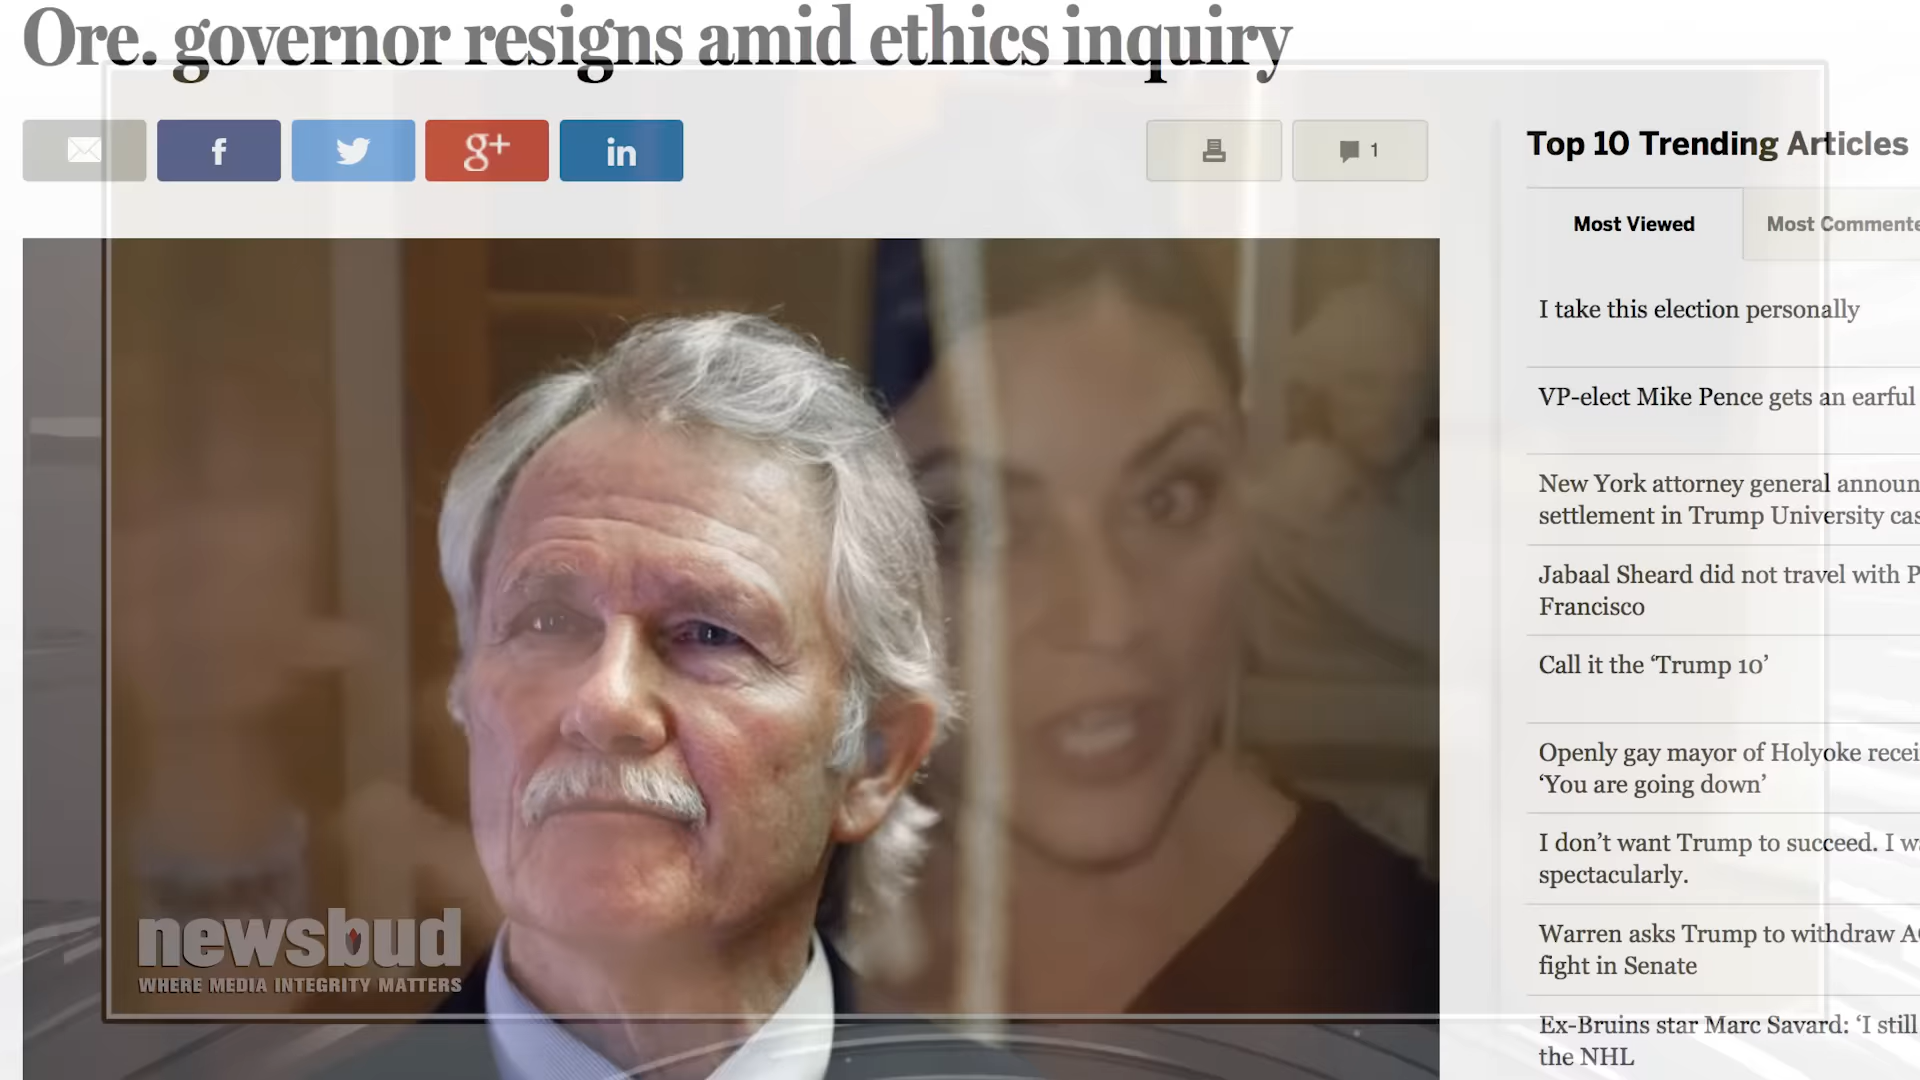 Ore. governor resigns amid ethics inquiry
f
g+
in
1
Top 10 Trending Articles
Most Viewed
Most Commente
I take this election personally
VP-elect Mike Pence gets an earful
New York attorney general announ
settlement in Trump University cas
Jabaal Sheard did not travel with P
Francisco
Call it the ‘Trump 10’
Openly gay mayor of Holyoke recei
‘You are going down’
I don’t want Trump to succeed. I w
spectacularly.
Warren asks Trump to withdraw A
fight in Senate
Ex-Bruins star Marc Savard: ‘I still
the NHL
newsbud
WHERE MEDIA INTEGRITY MATTERS